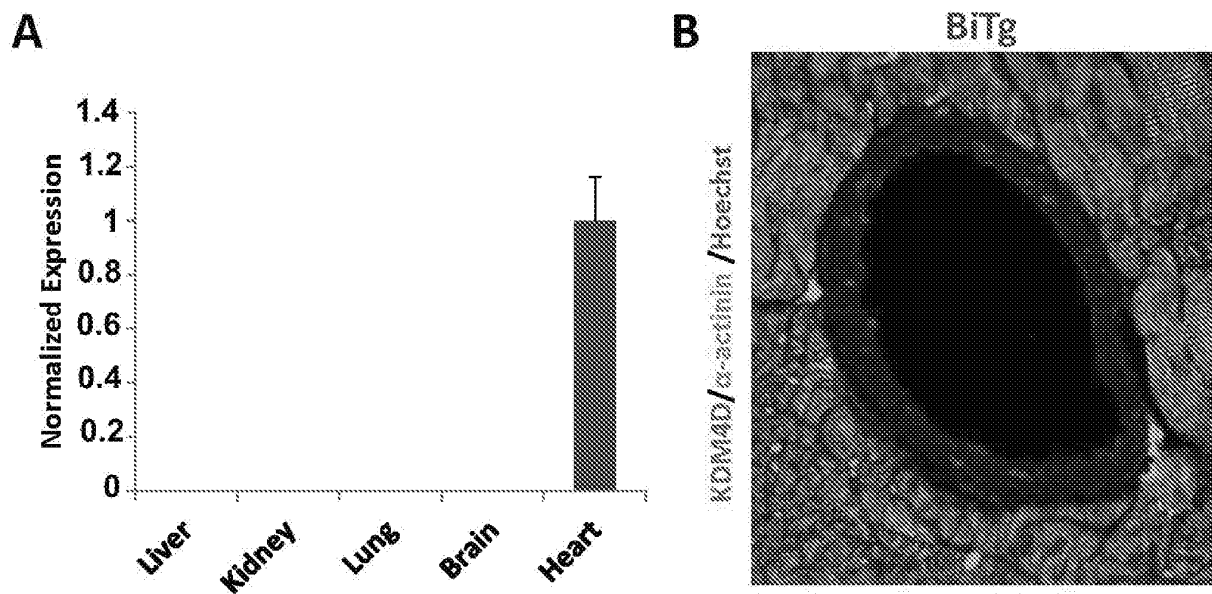 A
Normalized Expression
1.4
1.2
1
0.8
0.6
0.4
0.2
0
Liver
Kidney
Lung
Brain
Heart
B
BiTg
KDM4D/α-actinin /Hoechst